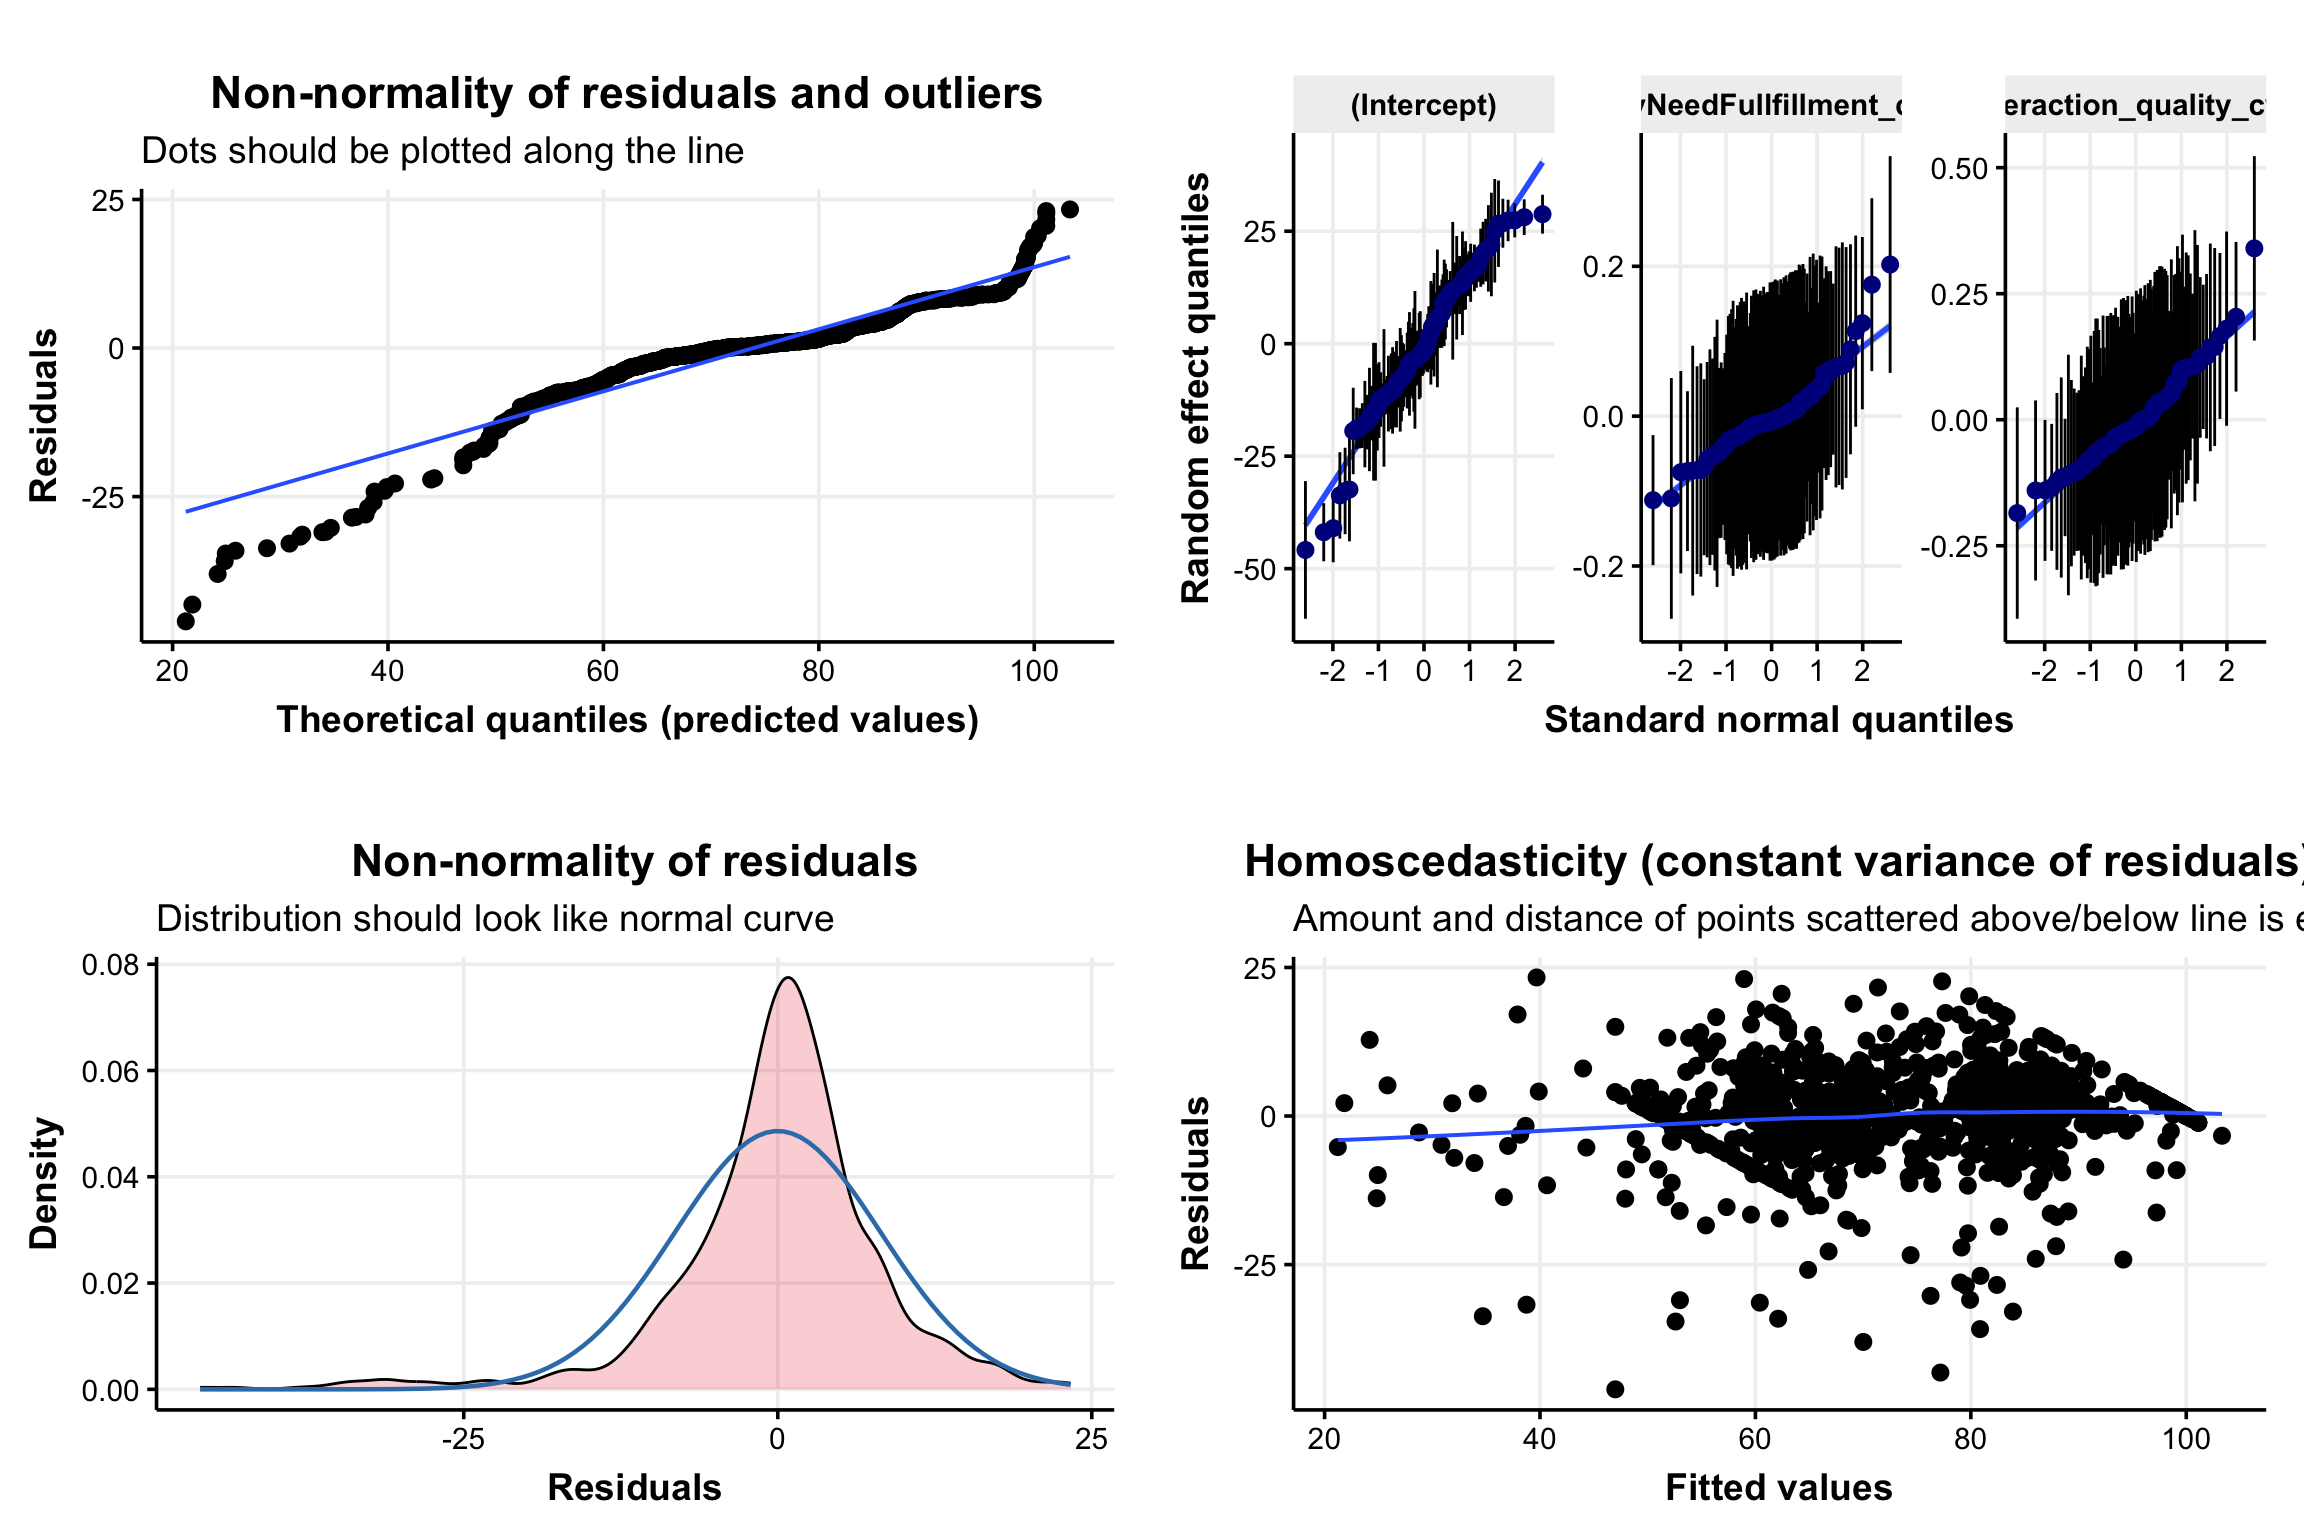 Non-normality of residuals and outliers
Dots should be plotted along the line
25
0
-25
Residuals
20 40 60 80 100
Theoretical quantiles (predicted values)
(Intercept)
yNeedFullfillment_c
eraction_quality_c
Random effect quantiles
25
0
-25
-50
0.2
0.0
-0.2
0.50
0.25
0.00
-0.25
-2 -1 0 1 2
-2 -1 0 1 2
-2 -1 0 1 2
Standard normal quantiles
Non-normality of residuals
Distribution should look like normal curve
0.08
0.06
0.04
0.02
0.00
Density
-25 0 25
Residuals
Homoscedasticity (constant variance of residuals)
Amount and distance of points scattered above/below line is e
25
0
-25
Residuals
20 40 60 80 100
Fitted values